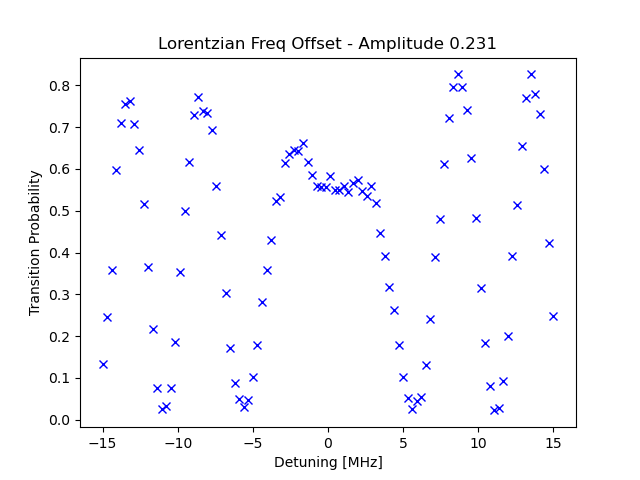 Lorentzian Freq Offset - Amplitude 0.231
Transition Probability
0.8
0.7
0.6
0.5
0.4
0.3
0.2
0.1
0.0
−15 −10 −5 0 5 10 15
Detuning [MHz]